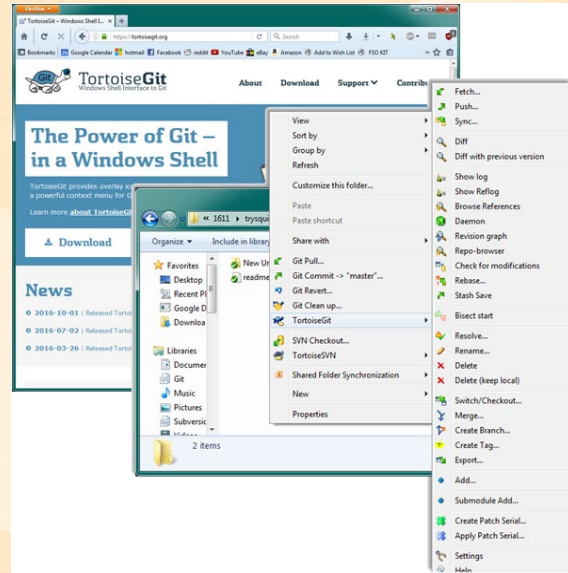 Firefox
TortoiseGit – Windows Shell I...
https://tortoisegit.org
Search
Bookmarks
Google Calendar
hotmail
Facebook
reddit
YouTube
eBay
Amazon
Add to Wish List
FSO KIT
Git
TortoiseGit
Windows Shell Interface to Git
About
Download
Support
Contribu
The Power of Git –
in a Windows Shell
TortoiseGit provides overlay ic
a powerful context menu for G
Learn more about TortoiseGi
Download
News
2016-10-01 | Released Tortoi
2016-07-02 | Released Tortoi
2016-03-26 | Released Tortoi
« 1611 ▸ trysqui
Organize
Include in library
Favorites
Desktop
Recent Pl
Google D
Downloa
Libraries
Documen
Git
Music
Pictures
Subversic
Videos
New Ur
readme
2 items
View
Sort by
Group by
Refresh
Customize this folder...
Paste
Paste shortcut
Share with
Git Pull...
Git Commit -> "master"...
Git Revert...
Git Clean up...
TortoiseGit
SVN Checkout...
TortoiseSVN
Shared Folder Synchronization
New
Properties
Fetch...
Push...
Sync...
Diff
Diff with previous version
Show log
Show Reflog
Browse References
Daemon
Revision graph
Repo-browser
Check for modifications
Rebase...
Stash Save
Bisect start
Resolve...
Rename...
Delete
Delete (keep local)
Switch/Checkout...
Merge...
Create Branch...
Create Tag...
Export...
Add...
Submodule Add...
Create Patch Serial...
Apply Patch Serial...
Settings
Help